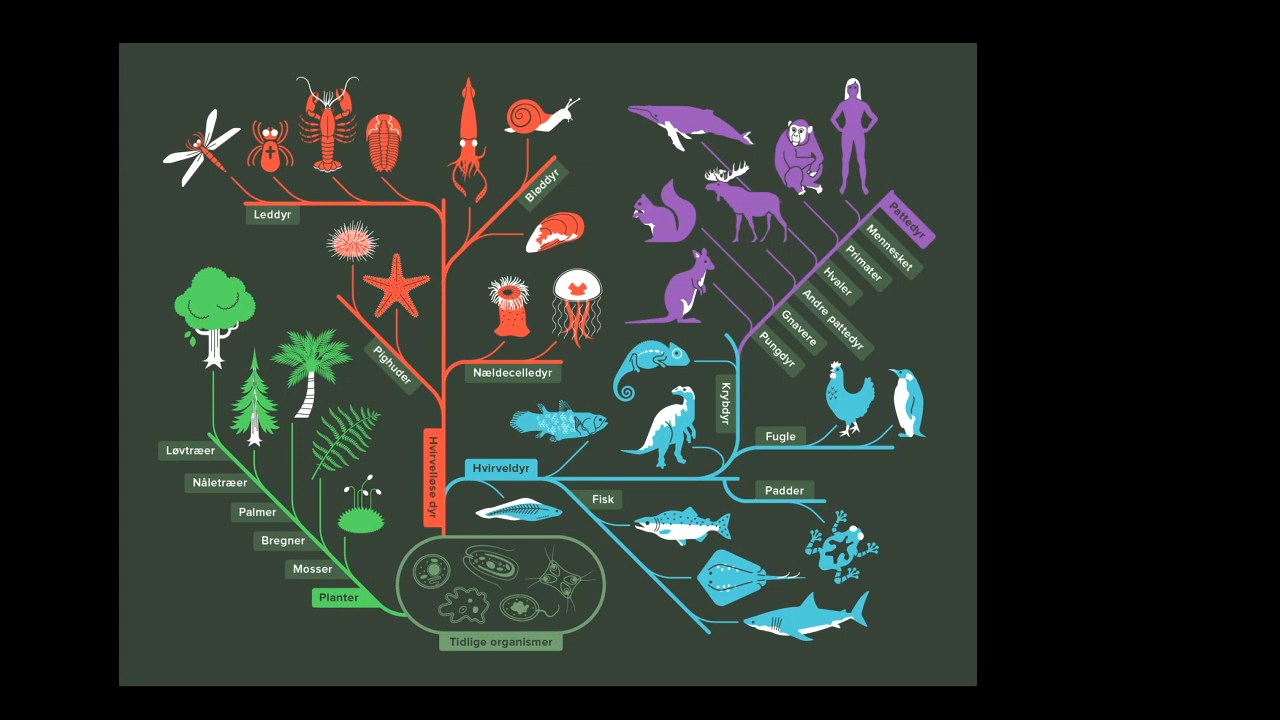 Leddyr
Bløddyr
Pighuder
Nældecelledyr
Hvirvelløse dyr
Pattedyr
Mennesket
Primater
Hvaler
Andre pattedyr
Gnavere
Pungdyr
Krybdyr
Fugle
Hvirveldyr
Fisk
Padder
Løvtræer
Nåletræer
Palmer
Bregner
Mosser
Planter
Tidlige organismer